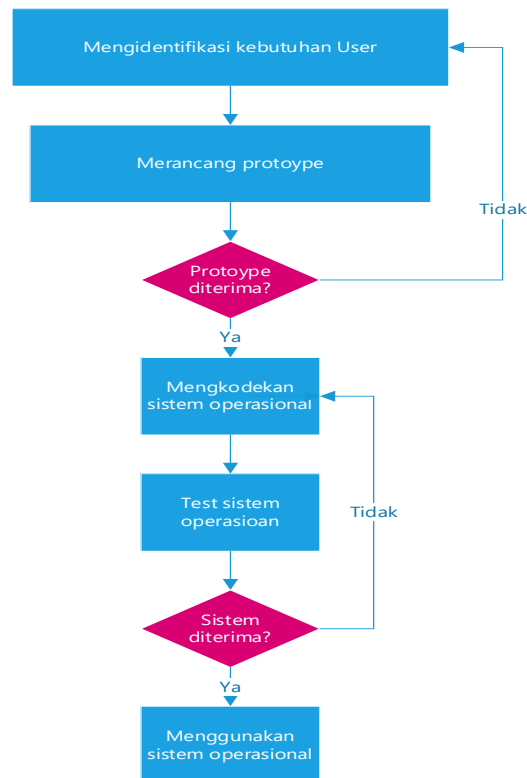 Mengidentifikasi kebutuhan User
Merancang protoype
Tidak
Protoype
diterima?
Ya
Mengkodekan
sistem operasional
Test sistem
operasioan
Tidak
Sistem
diterima?
Ya
Menggunakan
sistem operasional